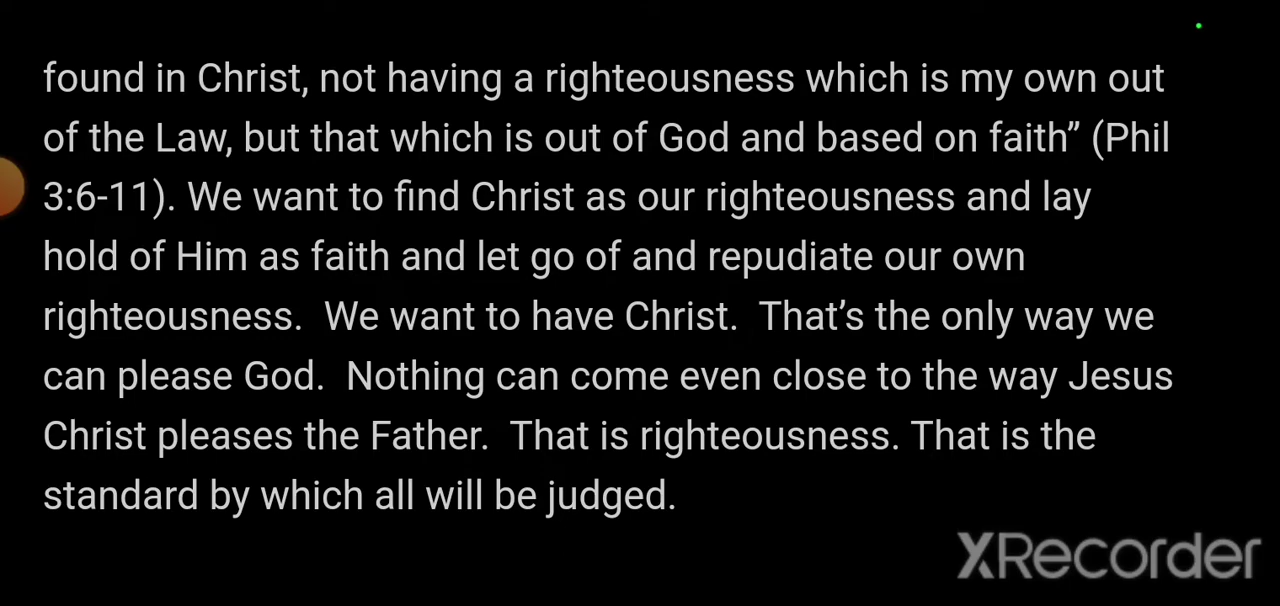 found in Christ, not having a righteousness which is my own out
of the Law, but that which is out of God and based on faith” (Phil
3:6-11). We want to find Christ as our righteousness and lay
hold of Him as faith and let go of and repudiate our own
righteousness.  We want to have Christ.  That’s the only way we
can please God.  Nothing can come even close to the way Jesus
Christ pleases the Father.  That is righteousness. That is the
standard by which all will be judged.
XRecorder